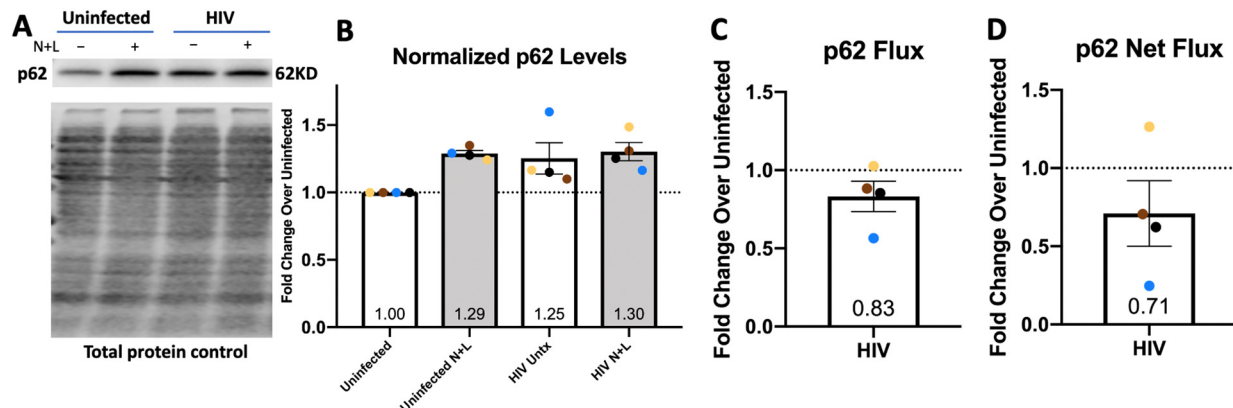 A
Uninfected HIV
N+L − + − +
p62 62KD
Total protein control
B
Normalized p62 Levels
Fold Change Over Uninfected
1.5
1.0
0.5
0.0
1.00 1.29 1.25 1.30
Uninfected
Uninfected N+L
HIV Untx
HIV N+L
C
p62 Flux
Fold Change Over Uninfected
1.5
1.0
0.5
0.0
0.83
HIV
D
p62 Net Flux
Fold Change Over Uninfected
1.5
1.0
0.5
0.0
0.71
HIV